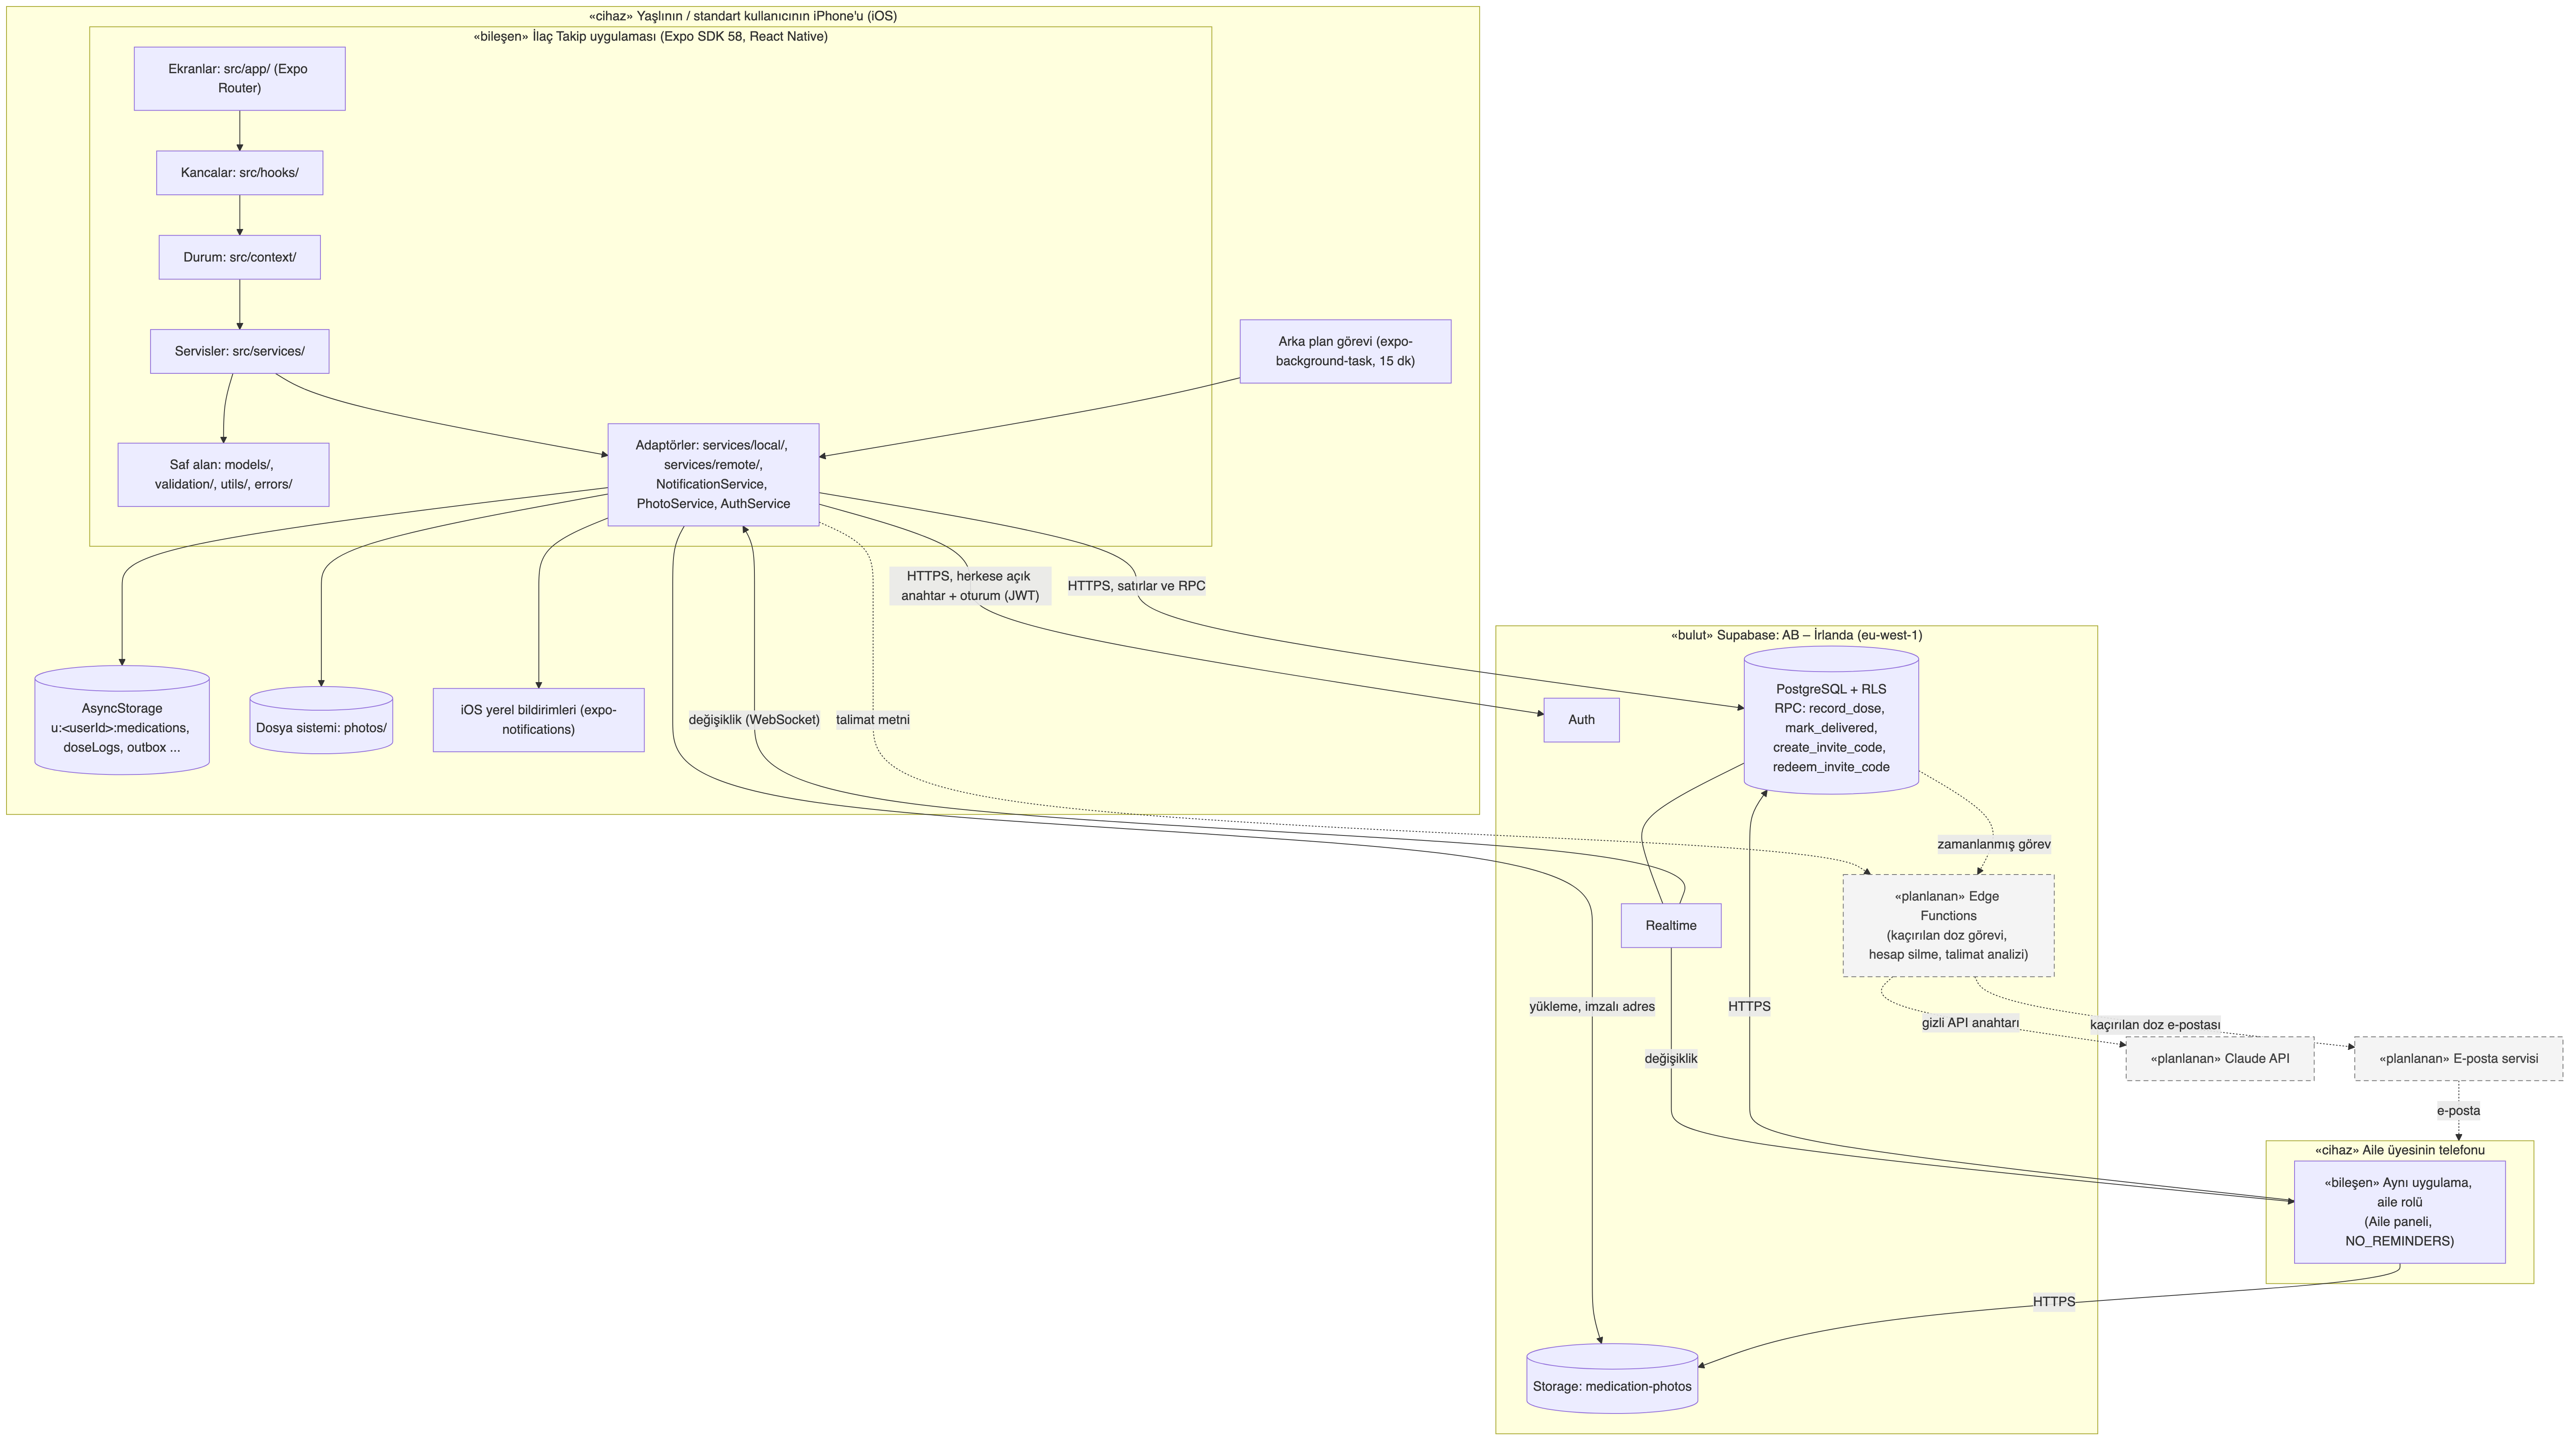 «cihaz» Yaşlının / standart kullanıcının iPhone'u (iOS)
«bileşen» İlaç Takip uygulaması (Expo SDK 58, React Native)
Ekranlar: src/app/ (Expo
Router)
Kancalar: src/hooks/
Durum: src/context/
Servisler: src/services/
Arka plan görevi (expo-
background-task, 15 dk)
Saf alan: models/,
validation/, utils/, errors/
Adaptörler: services/local/,
services/remote/,
NotificationService,
PhotoService, AuthService
HTTPS, herkese açık
anahtar + oturum (JWT)
HTTPS, satırlar ve RPC
AsyncStorage
u:<userId>:medications,
doseLogs, outbox ...
Dosya sistemi: photos/
iOS yerel bildirimleri (expo-
notifications)
değişiklik (WebSocket)
talimat metni
«bulut» Supabase: AB – İrlanda (eu-west-1)
Auth
PostgreSQL + RLS
RPC: record_dose,
mark_delivered,
create_invite_code,
redeem_invite_code
zamanlanmış görev
Realtime
«planlanan» Edge
Functions
(kaçırılan doz görevi,
hesap silme, talimat analizi)
yükleme, imzalı adres
HTTPS
gizli API anahtarı
kaçırılan doz e-postası
değişiklik
«planlanan» Claude API
«planlanan» E-posta servisi
e-posta
«cihaz» Aile üyesinin telefonu
«bileşen» Aynı uygulama,
aile rolü
(Aile paneli,
NO_REMINDERS)
HTTPS
Storage: medication-photos